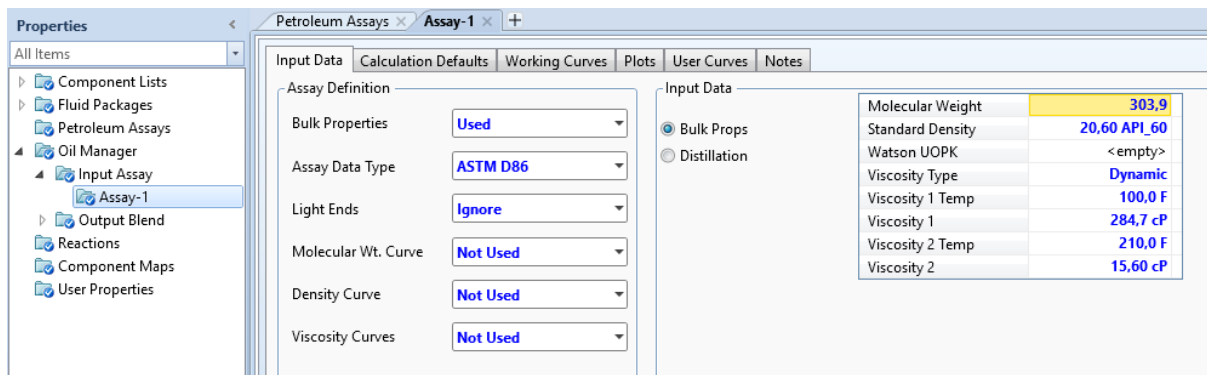 Properties
All Items
Component Lists
Fluid Packages
Petroleum Assays
Oil Manager
Input Assay
Assay-1
Output Blend
Reactions
Component Maps
User Properties
Petroleum Assays Assay-1
Input Data Calculation Defaults Working Curves Plots User Curves Notes
Assay Definition
Bulk Properties Used
Assay Data Type ASTM D86
Light Ends Ignore
Molecular Wt. Curve Not Used
Density Curve Not Used
Viscosity Curves Not Used
Input Data
Bulk Props
Distillation
Molecular Weight 303,9
Standard Density 20,60 API_60
Watson UOPK <empty>
Viscosity Type Dynamic
Viscosity 1 Temp 100,0 F
Viscosity 1 284,7 cP
Viscosity 2 Temp 210,0 F
Viscosity 2 15,60 cP